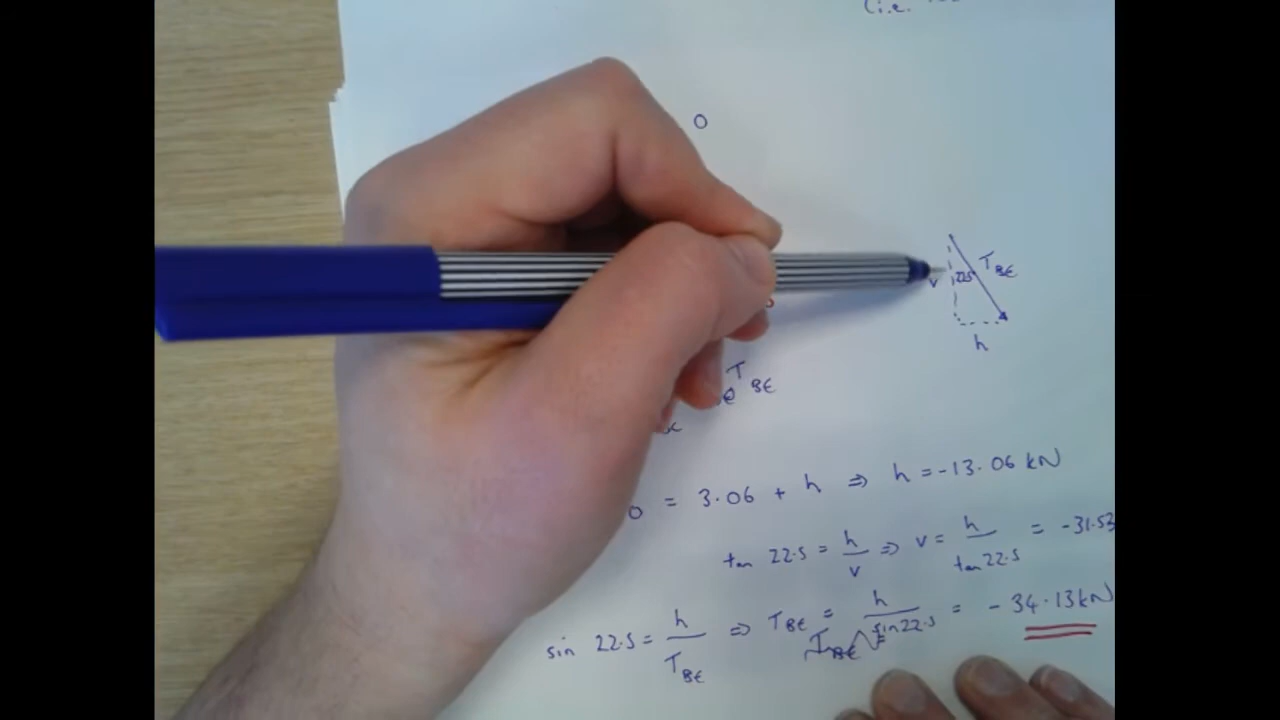 (i.e.
0
v 22.5 T_BE
h
T_BE
0 = 3.06 + h ⇒ h = -13.06 kN
tan 22.5 = h/v ⇒ v = h/tan 22.5 = -31.53
sin 22.5 = h/T_BE ⇒ T_BE = h/sin 22.5 = -34.13 kN